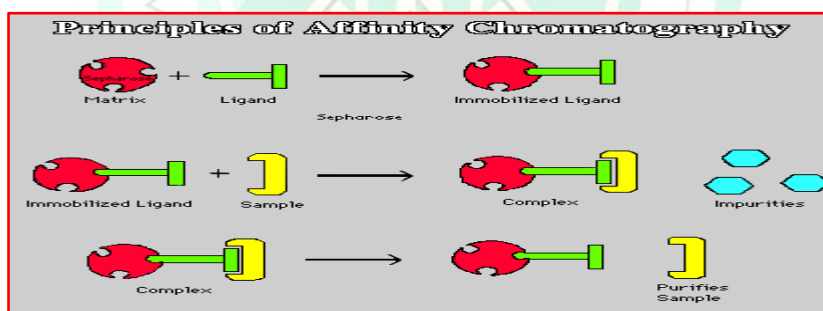 Principles of Affinity Chromatography
Sepharose
Matrix
+
Ligand
Sepharose
Immobilized Ligand
Immobilized Ligand
+
Sample
Complex
Impurities
Complex
Purifies
Sample